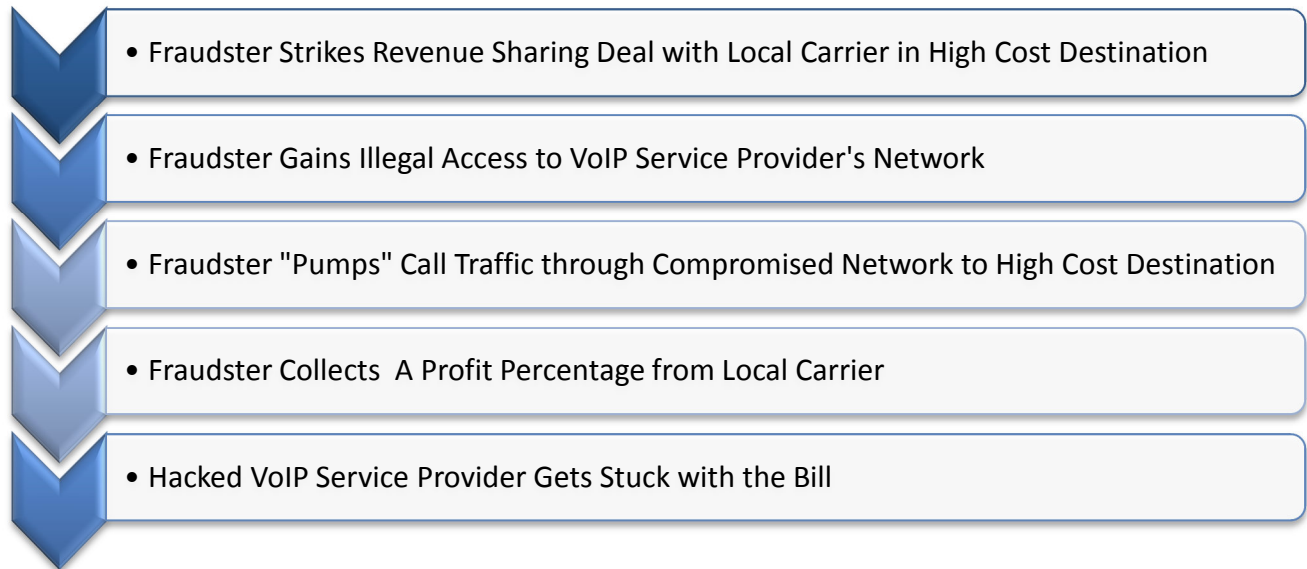 • Fraudster Strikes Revenue Sharing Deal with Local Carrier in High Cost Destination
• Fraudster Gains Illegal Access to VoIP Service Provider's Network
• Fraudster "Pumps" Call Traffic through Compromised Network to High Cost Destination
• Fraudster Collects  A Profit Percentage from Local Carrier
• Hacked VoIP Service Provider Gets Stuck with the Bill